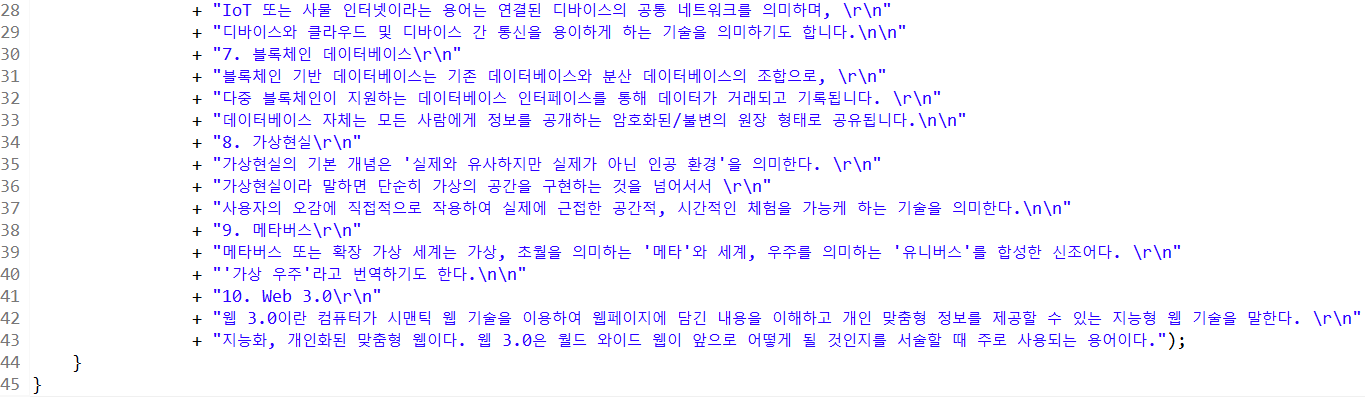 28 + "IoT 또는 사물 인터넷이라는 용어는 연결된 디바이스의 공통 네트워크를 의미하며, \r\n"
29 + "디바이스와 클라우드 및 디바이스 간 통신을 용이하게 하는 기술을 의미하기도 합니다.\n\n"
30 + "7. 블록체인 데이터베이스\r\n"
31 + "블록체인 기반 데이터베이스는 기존 데이터베이스와 분산 데이터베이스의 조합으로, \r\n"
32 + "다중 블록체인이 지원하는 데이터베이스 인터페이스를 통해 데이터가 거래되고 기록됩니다. \r\n"
33 + "데이터베이스 자체는 모든 사람에게 정보를 공개하는 암호화된/불변의 원장 형태로 공유됩니다.\n\n"
34 + "8. 가상현실\r\n"
35 + "가상현실의 기본 개념은 '실제와 유사하지만 실제가 아닌 인공 환경'을 의미한다. \r\n"
36 + "가상현실이라 말하면 단순히 가상의 공간을 구현하는 것을 넘어서서 \r\n"
37 + "사용자의 오감에 직접적으로 작용하여 실제에 근접한 공간적, 시간적인 체험을 가능케 하는 기술을 의미한다.\n\n"
38 + "9. 메타버스\r\n"
39 + "메타버스 또는 확장 가상 세계는 가상, 초월을 의미하는 '메타'와 세계, 우주를 의미하는 '유니버스'를 합성한 신조어다. \r\n"
40 + "'가상 우주'라고 번역하기도 한다.\n\n"
41 + "10. Web 3.0\r\n"
42 + "웹 3.0이란 컴퓨터가 시맨틱 웹 기술을 이용하여 웹페이지에 담긴 내용을 이해하고 개인 맞춤형 정보를 제공할 수 있는 지능형 웹 기술을 말한다. \r\n"
43 + "지능화, 개인화된 맞춤형 웹이다. 웹 3.0은 월드 와이드 웹이 앞으로 어떻게 될 것인지를 서술할 때 주로 사용되는 용어이다.");
44 }
45 }